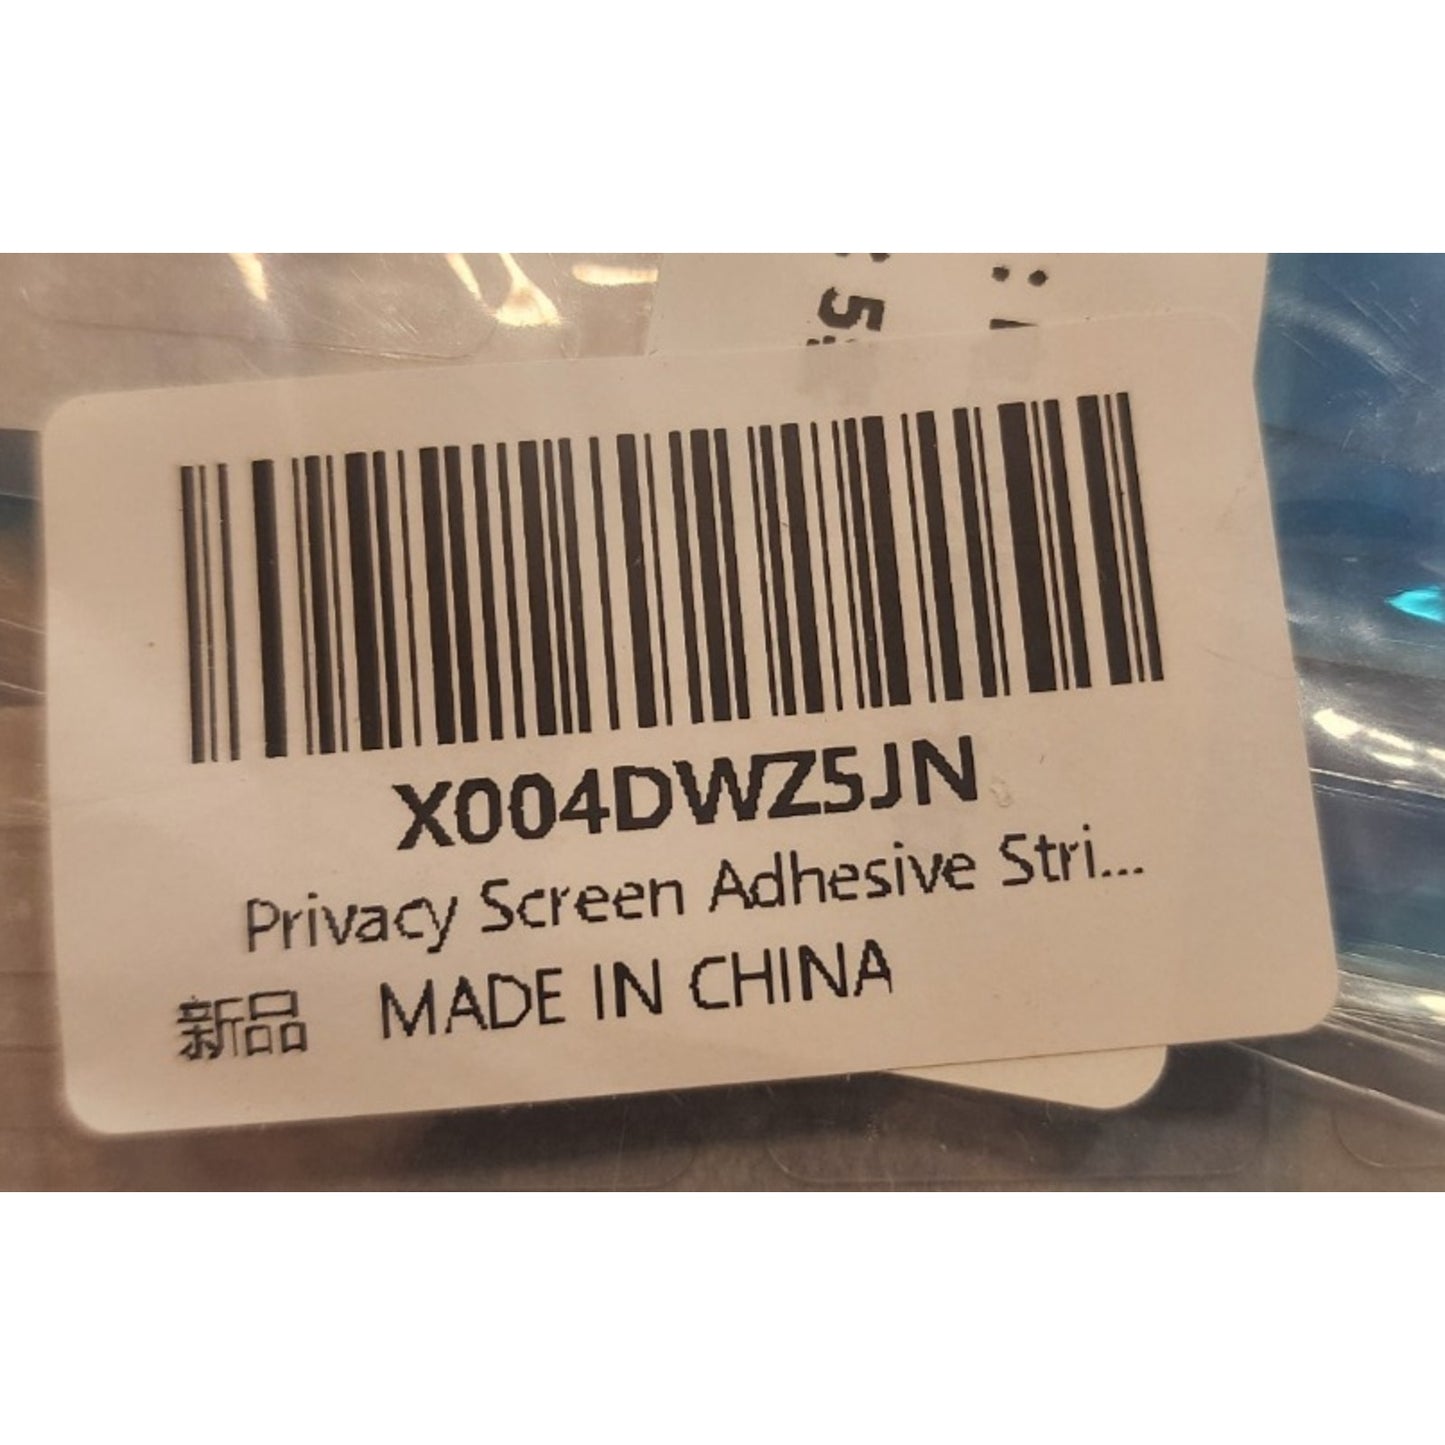 X004DWZ5JN
Privacy Screen Adhesive Stri...
新品 MADE IN CHINA